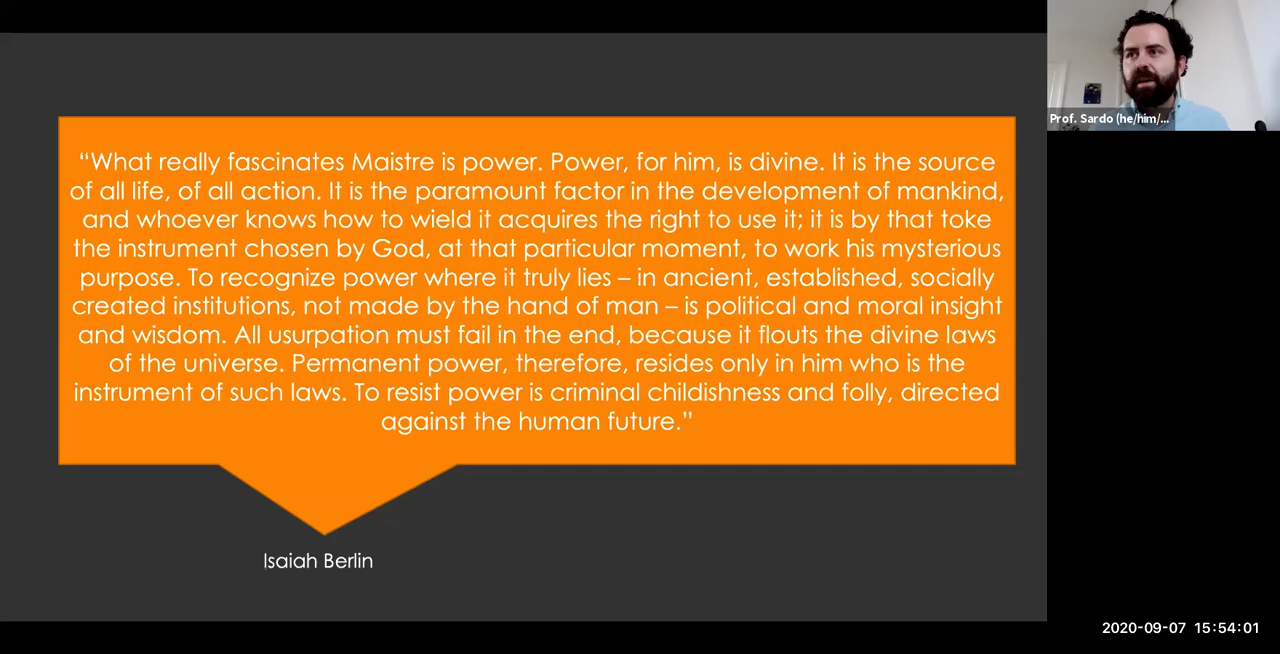 “What really fascinates Maistre is power. Power, for him, is divine. It is the source
of all life, of all action. It is the paramount factor in the development of mankind,
and whoever knows how to wield it acquires the right to use it; it is by that toke
the instrument chosen by God, at that particular moment, to work his mysterious
purpose. To recognize power where it truly lies – in ancient, established, socially
created institutions, not made by the hand of man – is political and moral insight
and wisdom. All usurpation must fail in the end, because it flouts the divine laws
of the universe. Permanent power, therefore, resides only in him who is the
instrument of such laws. To resist power is criminal childishness and folly, directed
against the human future.”
Isaiah Berlin
Prof. Sardo (he/him/...
2020-09-07 15:54:01